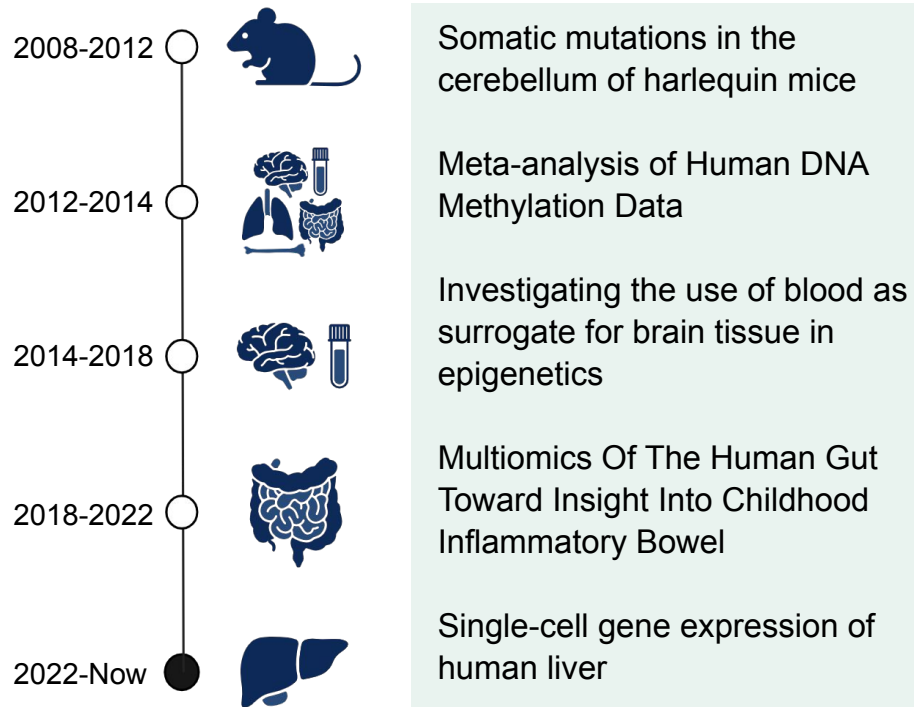 2008-2012
Somatic mutations in the
cerebellum of harlequin mice
2012-2014
Meta-analysis of Human DNA
Methylation Data
2014-2018
Investigating the use of blood as
surrogate for brain tissue in
epigenetics
2018-2022
Multiomics Of The Human Gut
Toward Insight Into Childhood
Inflammatory Bowel
2022-Now
Single-cell gene expression of
human liver